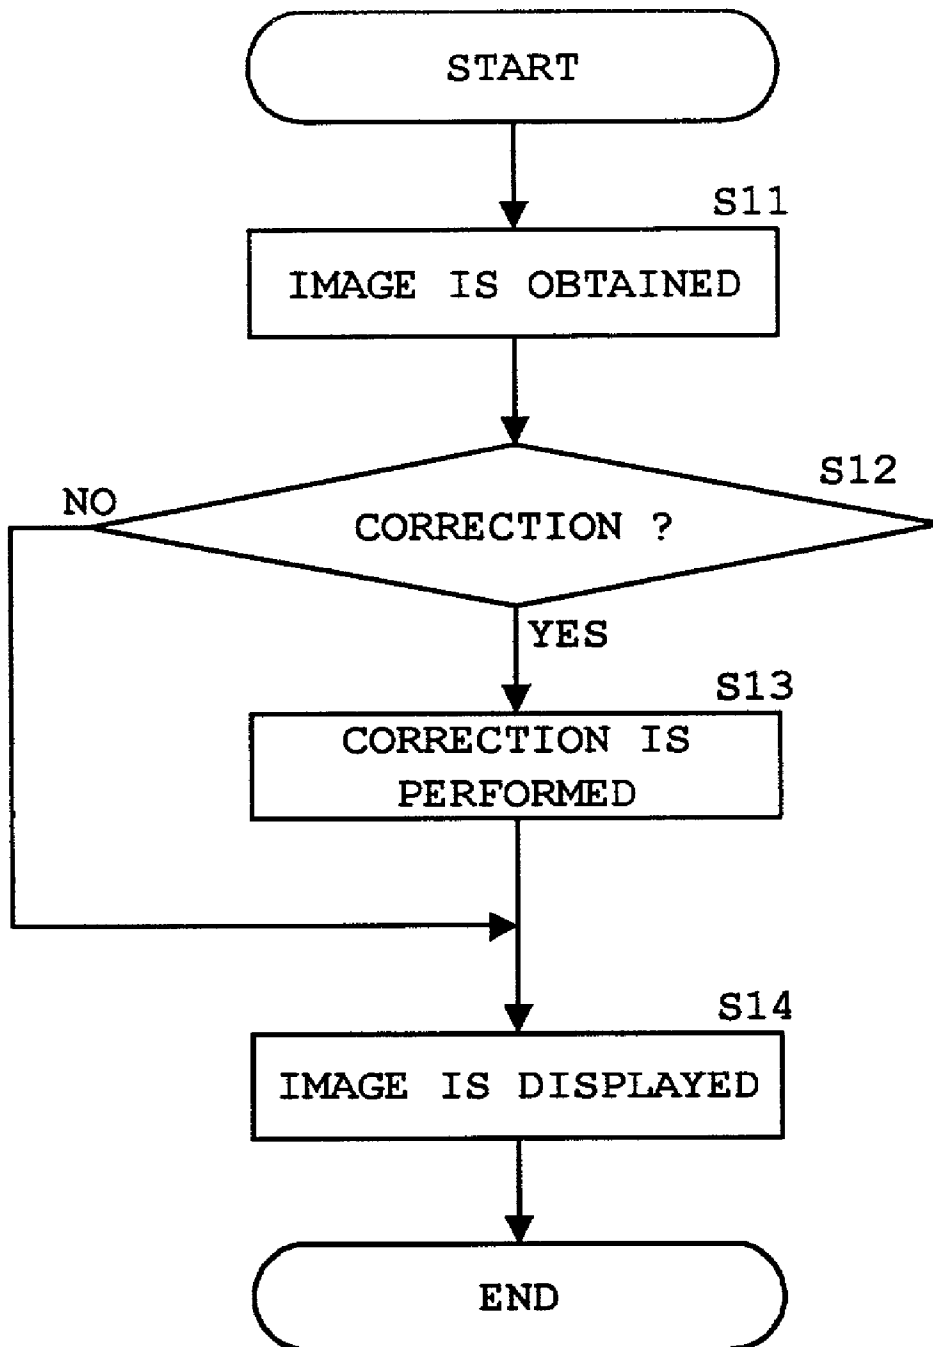 START
S11
IMAGE IS OBTAINED
S12
NO
CORRECTION ?
YES
S13
CORRECTION IS
PERFORMED
S14
IMAGE IS DISPLAYED
END